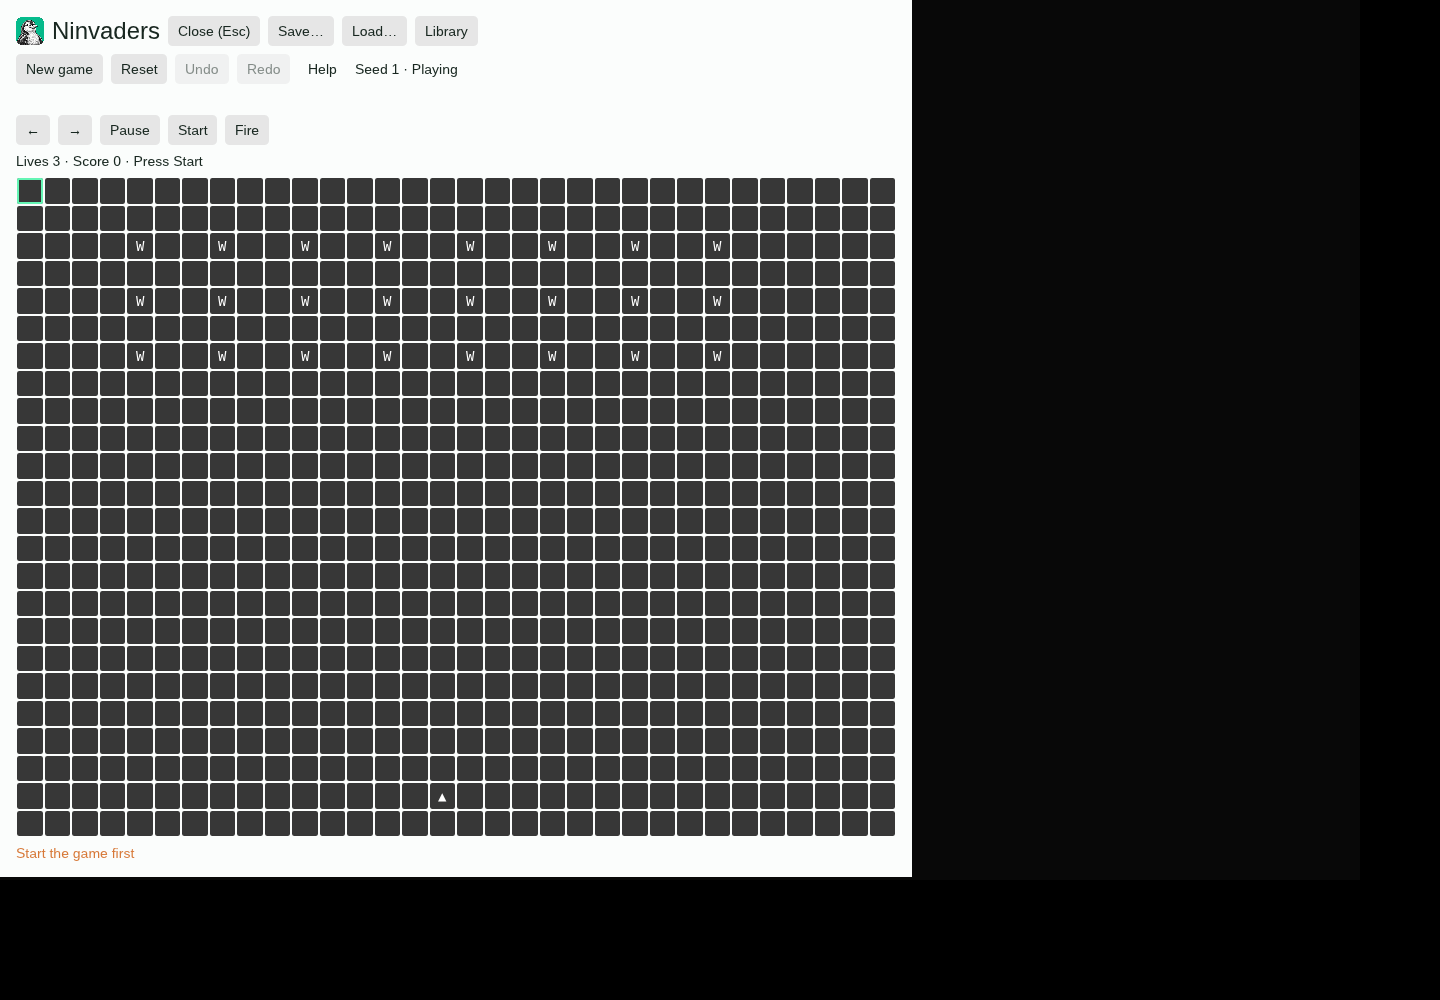 Ninvaders Close (Esc) Save… Load… Library
New game Reset Undo Redo Help Seed 1 · Playing
← → Pause Start Fire
Lives 3 · Score 0 · Press Start
W W W W W W W W
W W W W W W W W
W W W W W W W W
▲
Start the game first